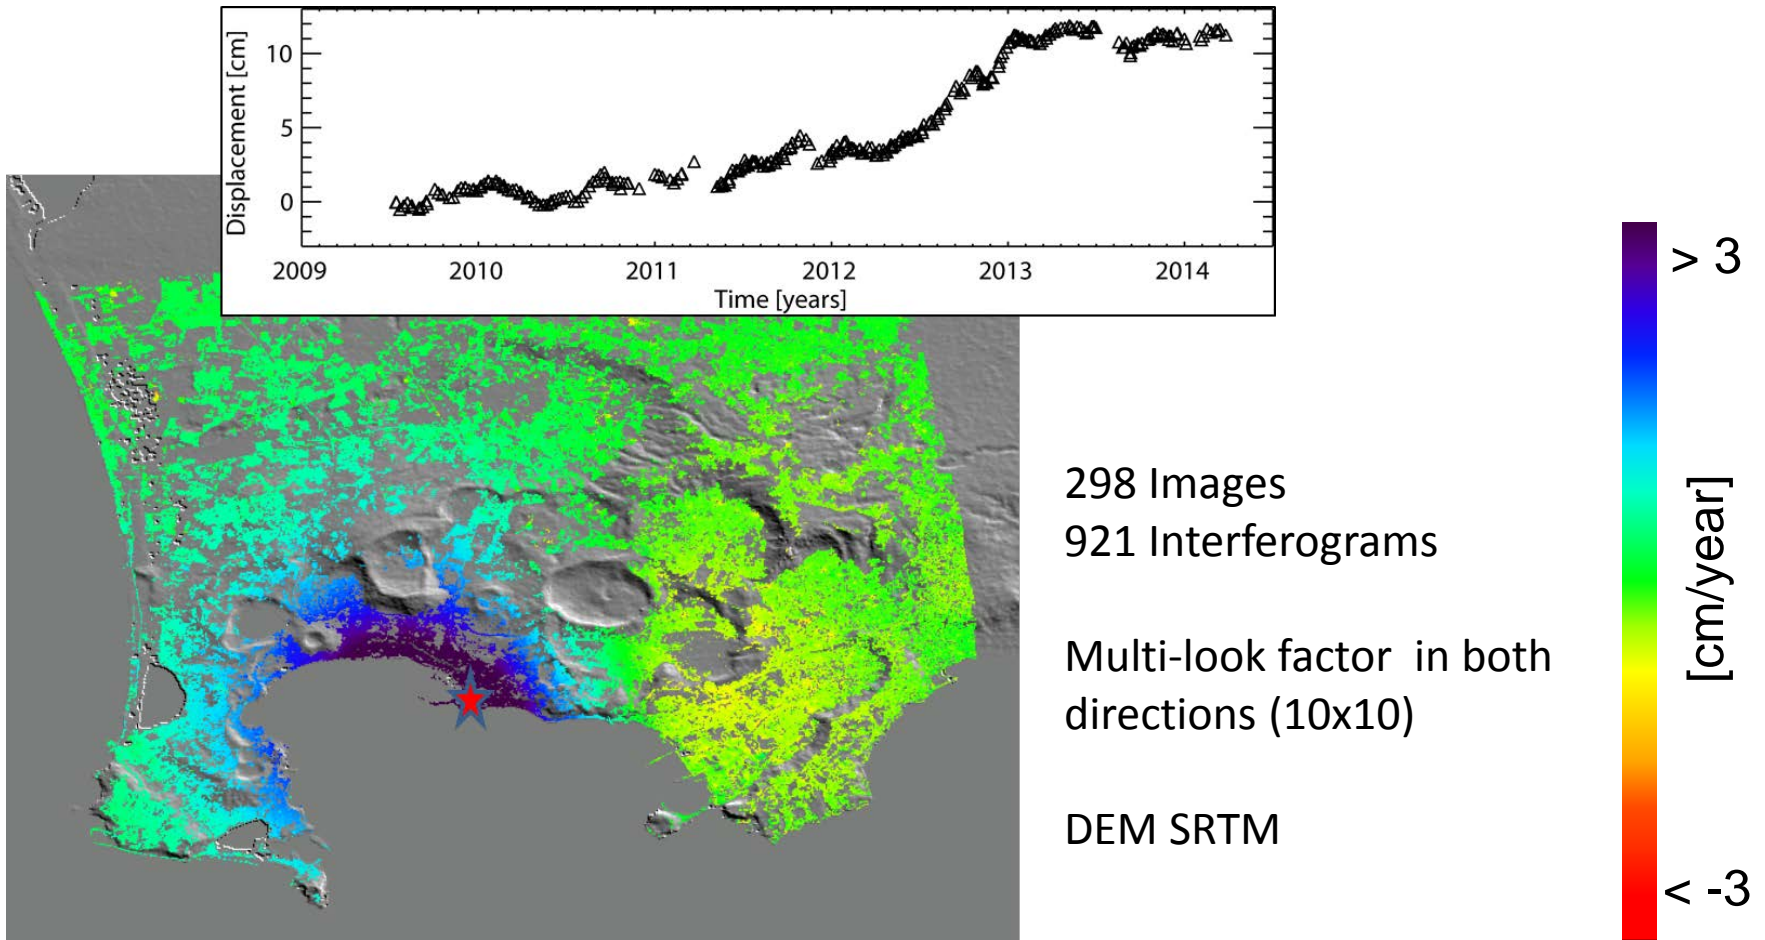 Displacement [cm]
10
5
0
2009 2010 2011 2012 2013 2014
Time [years]
298 Images
921 Interferograms
Multi-look factor in both
directions (10x10)
DEM SRTM
> 3
[cm/year]
< -3